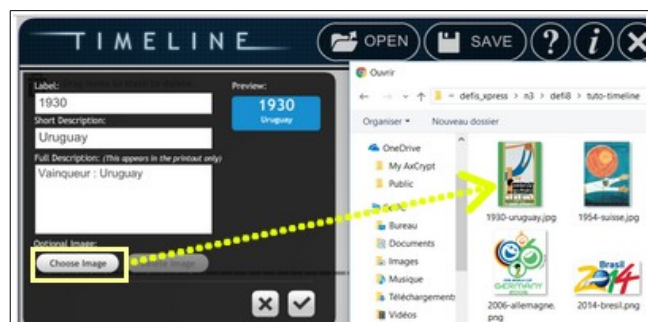 TIMELINE
OPEN
SAVE
?
i
X
Label:
1930
Short Description:
Uruguay
Full Description: (This appears in the printout only)
Vainqueur : Uruguay
Optional Image:
Choose Image
Preview:
1930
Uruguay
Ouvrir
« defis_xpress > n3 > defi8 > tuto-timeline
Organiser
Nouveau dossier
OneDrive
My AxCrypt
Public
Bureau
Documents
Images
Musique
Téléchargements
Vidéos
1930-uruguay.jpg
1954-suisse.jpg
GERMANY
2006-allemagne.
png
Brasil
2014
2014-bresil.png